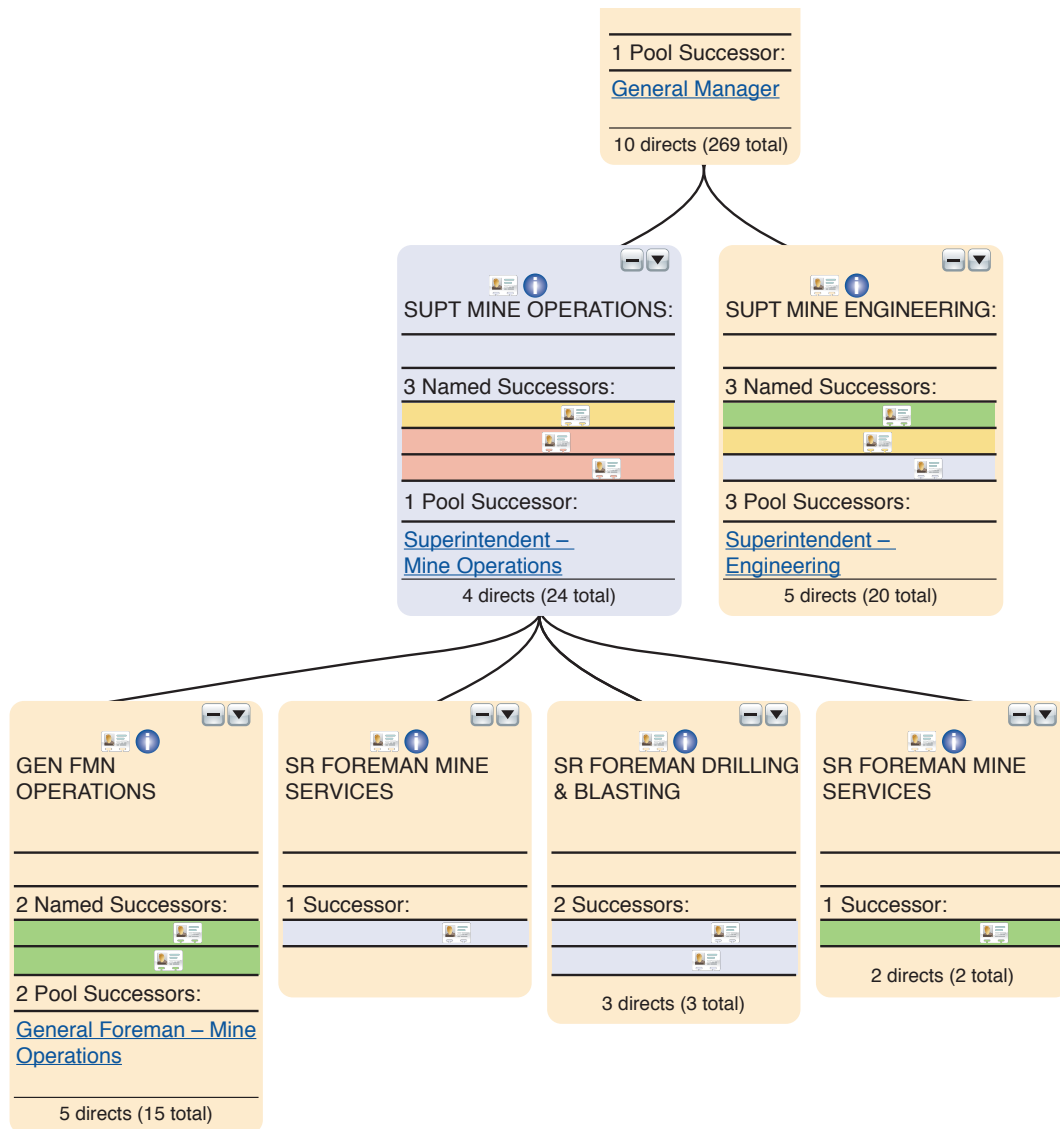 1 Pool Successor:
General Manager
10 directs (269 total)
SUPT MINE OPERATIONS:
3 Named Successors:
1 Pool Successor:
Superintendent –
Mine Operations
4 directs (24 total)
SUPT MINE ENGINEERING:
3 Named Successors:
3 Pool Successors:
Superintendent –
Engineering
5 directs (20 total)
GEN FMN
OPERATIONS
2 Named Successors:
2 Pool Successors:
General Foreman – Mine
Operations
5 directs (15 total)
SR FOREMAN MINE
SERVICES
1 Successor:
SR FOREMAN DRILLING
& BLASTING
2 Successors:
3 directs (3 total)
SR FOREMAN MINE
SERVICES
1 Successor:
2 directs (2 total)